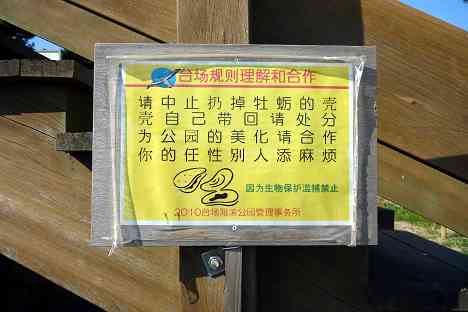 台场规则理解和合作
请中止扔掉牡蛎的壳
壳自己带回请处分
为公园的美化请合作
你的任性别人添麻烦
因为生物保护滥捕禁止
2010台场海滨公园管理事务所